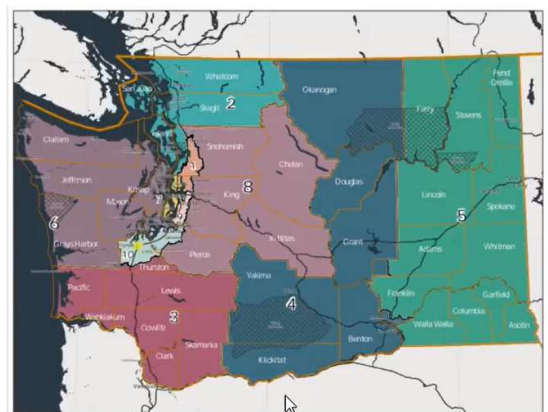 Whatcom
San Juan
Skagit
2
Okanogan
Ferry
Stevens
Pend
Oreille
Clallam
Snohomish
1
Chelan
Jefferson
Kitsap
King
8
Douglas
Lincoln
Spokane
Mason
6
5
Grays Harbor
Kittitas
Grant
Adams
Whitman
10
Pierce
Thurston
Yakima
Pacific
Lewis
Franklin
Garfield
4
Columbia
Wahkiakum
3
Cowlitz
Walla Walla
Asotin
Skamania
Benton
Clark
Klickitat